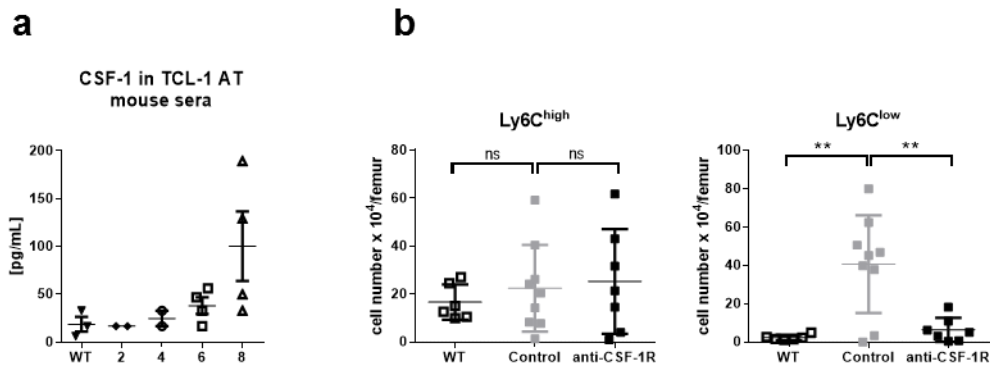 a
CSF-1 in TCL-1 AT
mouse sera
[pg/mL]
200
150
100
50
0
WT 2 4 6 8
b
Ly6Chigh
ns ns
cell number x 10⁴/femur
80
60
40
20
0
WT Control anti-CSF-1R
Ly6Clow
** **
cell number x 10⁴/femur
100
80
60
40
20
0
WT Control anti-CSF-1R